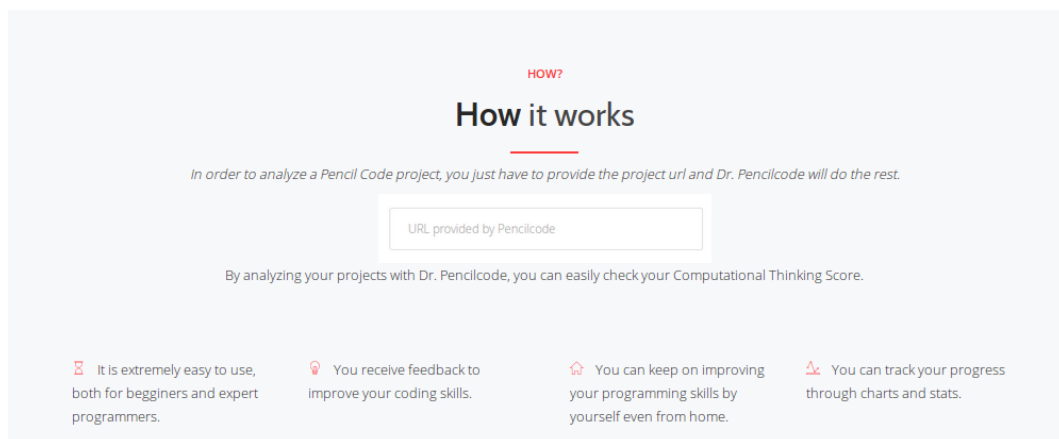 HOW?
How it works
In order to analyze a Pencil Code project, you just have to provide the project url and Dr. Pencilcode will do the rest.
URL provided by Pencilcode
By analyzing your projects with Dr. Pencilcode, you can easily check your Computational Thinking Score.
It is extremely easy to use,
both for begginers and expert
programmers.
You receive feedback to
improve your coding skills.
You can keep on improving
your programming skills by
yourself even from home.
You can track your progress
through charts and stats.